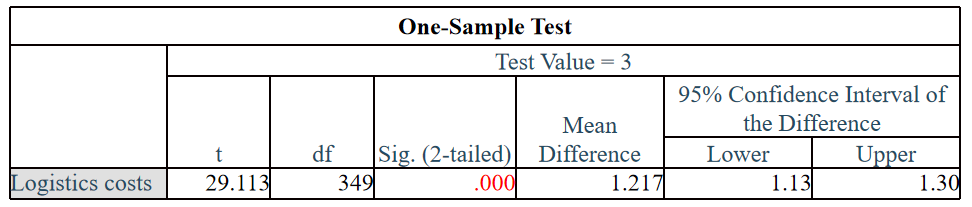 One-Sample Test
Test Value = 3
t df Sig. (2-tailed) Mean Difference 95% Confidence Interval of the Difference
Lower Upper
Logistics costs 29.113 349 .000 1.217 1.13 1.30